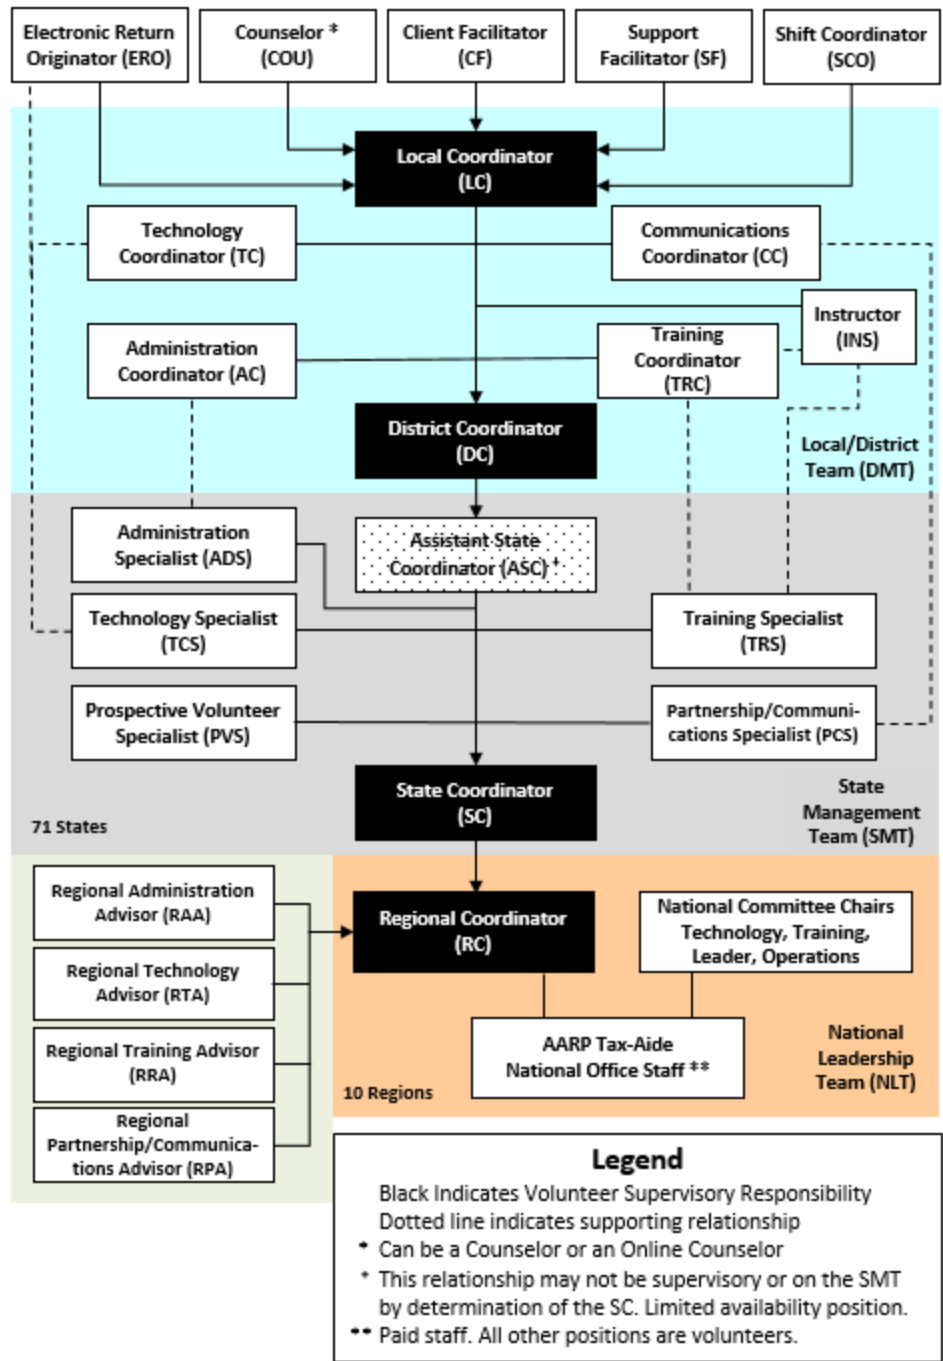 Electronic Return
Originator (ERO)
Counselor *
(COU)
Client Facilitator
(CF)
Support
Facilitator (SF)
Shift Coordinator
(SCO)
Local Coordinator
(LC)
Technology
Coordinator (TC)
Communications
Coordinator (CC)
Instructor
(INS)
Administration
Coordinator (AC)
Training
Coordinator
(TRC)
District Coordinator
(DC)
Local/District
Team (DMT)
Administration
Specialist (ADS)
Assistant State
Coordinator (ASC) +
Technology Specialist
(TCS)
Training Specialist
(TRS)
Prospective Volunteer
Specialist (PVS)
Partnership/Communi-
cations Specialist (PCS)
State Coordinator
(SC)
State
Management
Team (SMT)
71 States
Regional Administration
Advisor (RAA)
Regional Coordinator
(RC)
National Committee Chairs
Technology, Training,
Leader, Operations
Regional Technology
Advisor (RTA)
Regional Training Advisor
(RRA)
AARP Tax-Aide
National Office Staff **
National
Leadership
Team (NLT)
10 Regions
Regional
Partnership/Communica-
tions Advisor (RPA)
Legend
Black Indicates Volunteer Supervisory Responsibility
Dotted line indicates supporting relationship
* Can be a Counselor or an Online Counselor
+ This relationship may not be supervisory or on the SMT
by determination of the SC. Limited availability position.
** Paid staff. All other positions are volunteers.